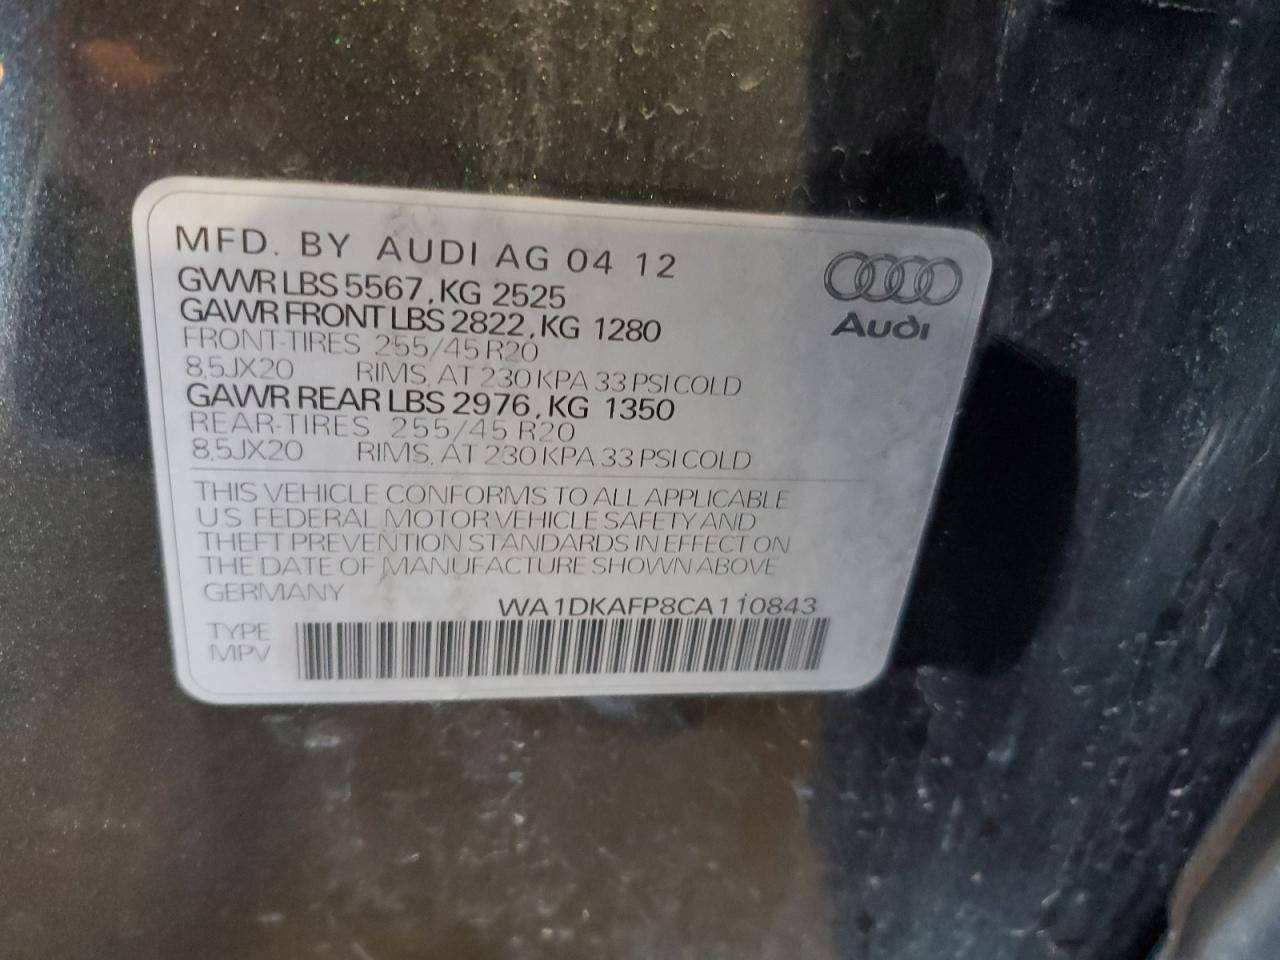 MFD. BY AUDI AG 04 12
GVWR LBS 5567, KG 2525
GAWR FRONT LBS 2822, KG 1280
FRONT-TIRES 255/45 R20
8,5JX20 RIMS, AT 230 KPA 33 PSI COLD
GAWR REAR LBS 2976, KG 1350
REAR-TIRES 255/45 R20
8,5JX20 RIMS, AT 230 KPA 33 PSI COLD
THIS VEHICLE CONFORMS TO ALL APPLICABLE
US FEDERAL MOTOR VEHICLE SAFETY AND
THEFT PREVENTION STANDARDS IN EFFECT ON
THE DATE OF MANUFACTURE SHOWN ABOVE
GERMANY
WA1DKAFP8CA110843
TYPE
MPV
Audi